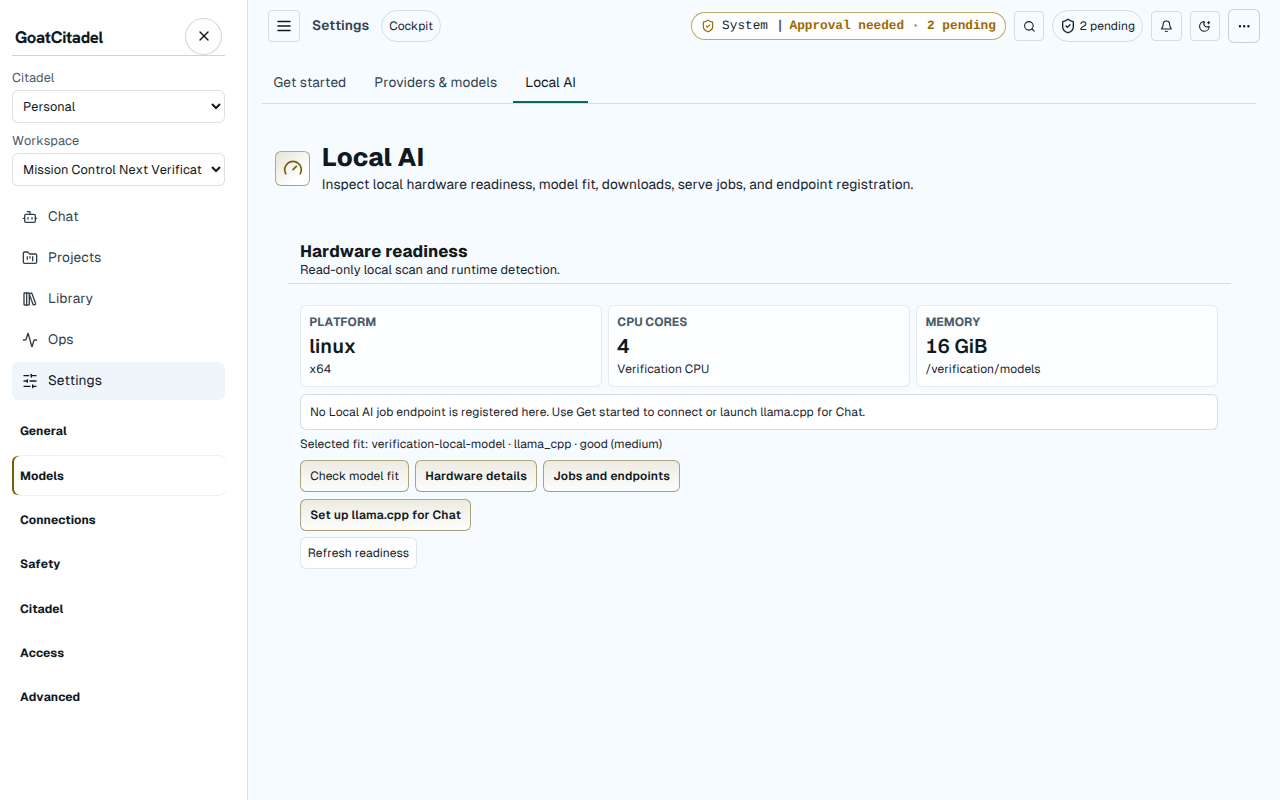 GoatCitadel
Citadel
Personal
Workspace
Mission Control Next Verificat
Chat
Projects
Library
Ops
Settings
General
Models
Connections
Safety
Citadel
Access
Advanced
Settings
Cockpit
System | Approval needed · 2 pending
2 pending
Get started
Providers & models
Local AI
Local AI
Inspect local hardware readiness, model fit, downloads, serve jobs, and endpoint registration.
Hardware readiness
Read-only local scan and runtime detection.
PLATFORM
linux
x64
CPU CORES
4
Verification CPU
MEMORY
16 GiB
/verification/models
No Local AI job endpoint is registered here. Use Get started to connect or launch llama.cpp for Chat.
Selected fit: verification-local-model · llama_cpp · good (medium)
Check model fit
Hardware details
Jobs and endpoints
Set up llama.cpp for Chat
Refresh readiness